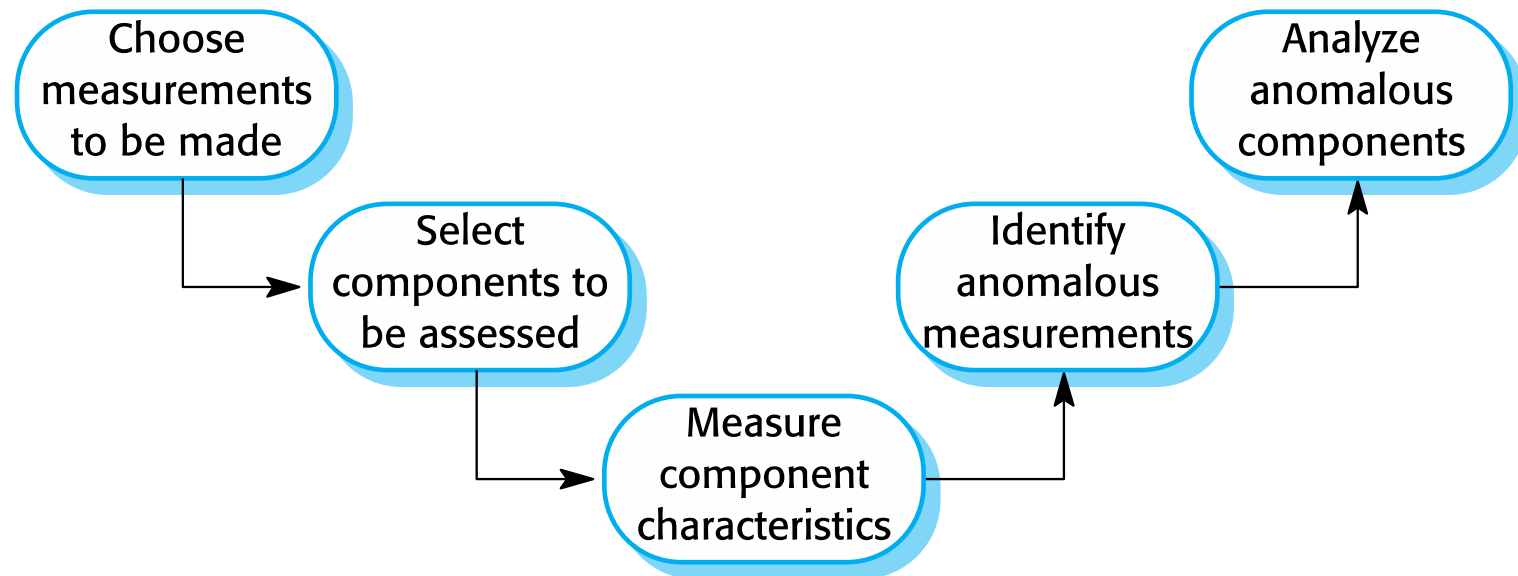 Choose
measurements
to be made
Select
components to
be assessed
Measure
component
characteristics
Identify
anomalous
measurements
Analyze
anomalous
components